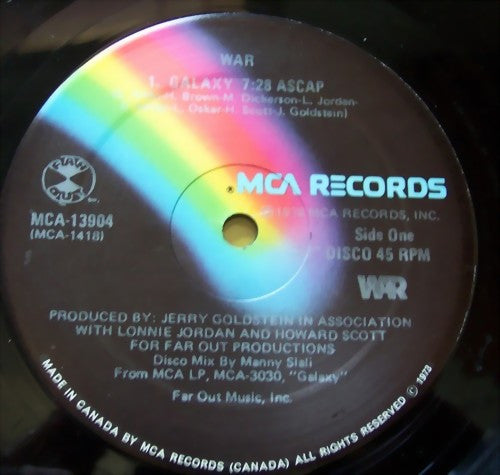 WAR
1. GALAXY 7:28 ASCAP
H. Brown-M. Dickerson-L. Jordan-
L. Oskar-H. Scott-J. Goldstein)
FAR OUT
MCA RECORDS
MCA RECORDS, INC.
MCA-13904
(MCA-1418)
Side One
DISCO 45 RPM
WAR
PRODUCED BY: JERRY GOLDSTEIN IN ASSOCIATION
WITH LONNIE JORDAN AND HOWARD SCOTT
FOR FAR OUT PRODUCTIONS
Disco Mix By Manny Slali
From MCA LP, MCA-3030, "Galaxy"
Far Out Music, Inc.
MADE IN CANADA BY MCA RECORDS (CANADA) ALL RIGHTS RESERVED © 1973